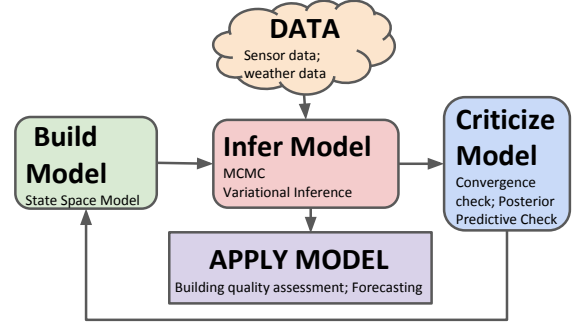 DATA
Sensor data;
weather data
Build
Model
State Space Model
Infer Model
MCMC
Variational Inference
Criticize
Model
Convergence
check; Posterior
Predictive Check
APPLY MODEL
Building quality assessment; Forecasting